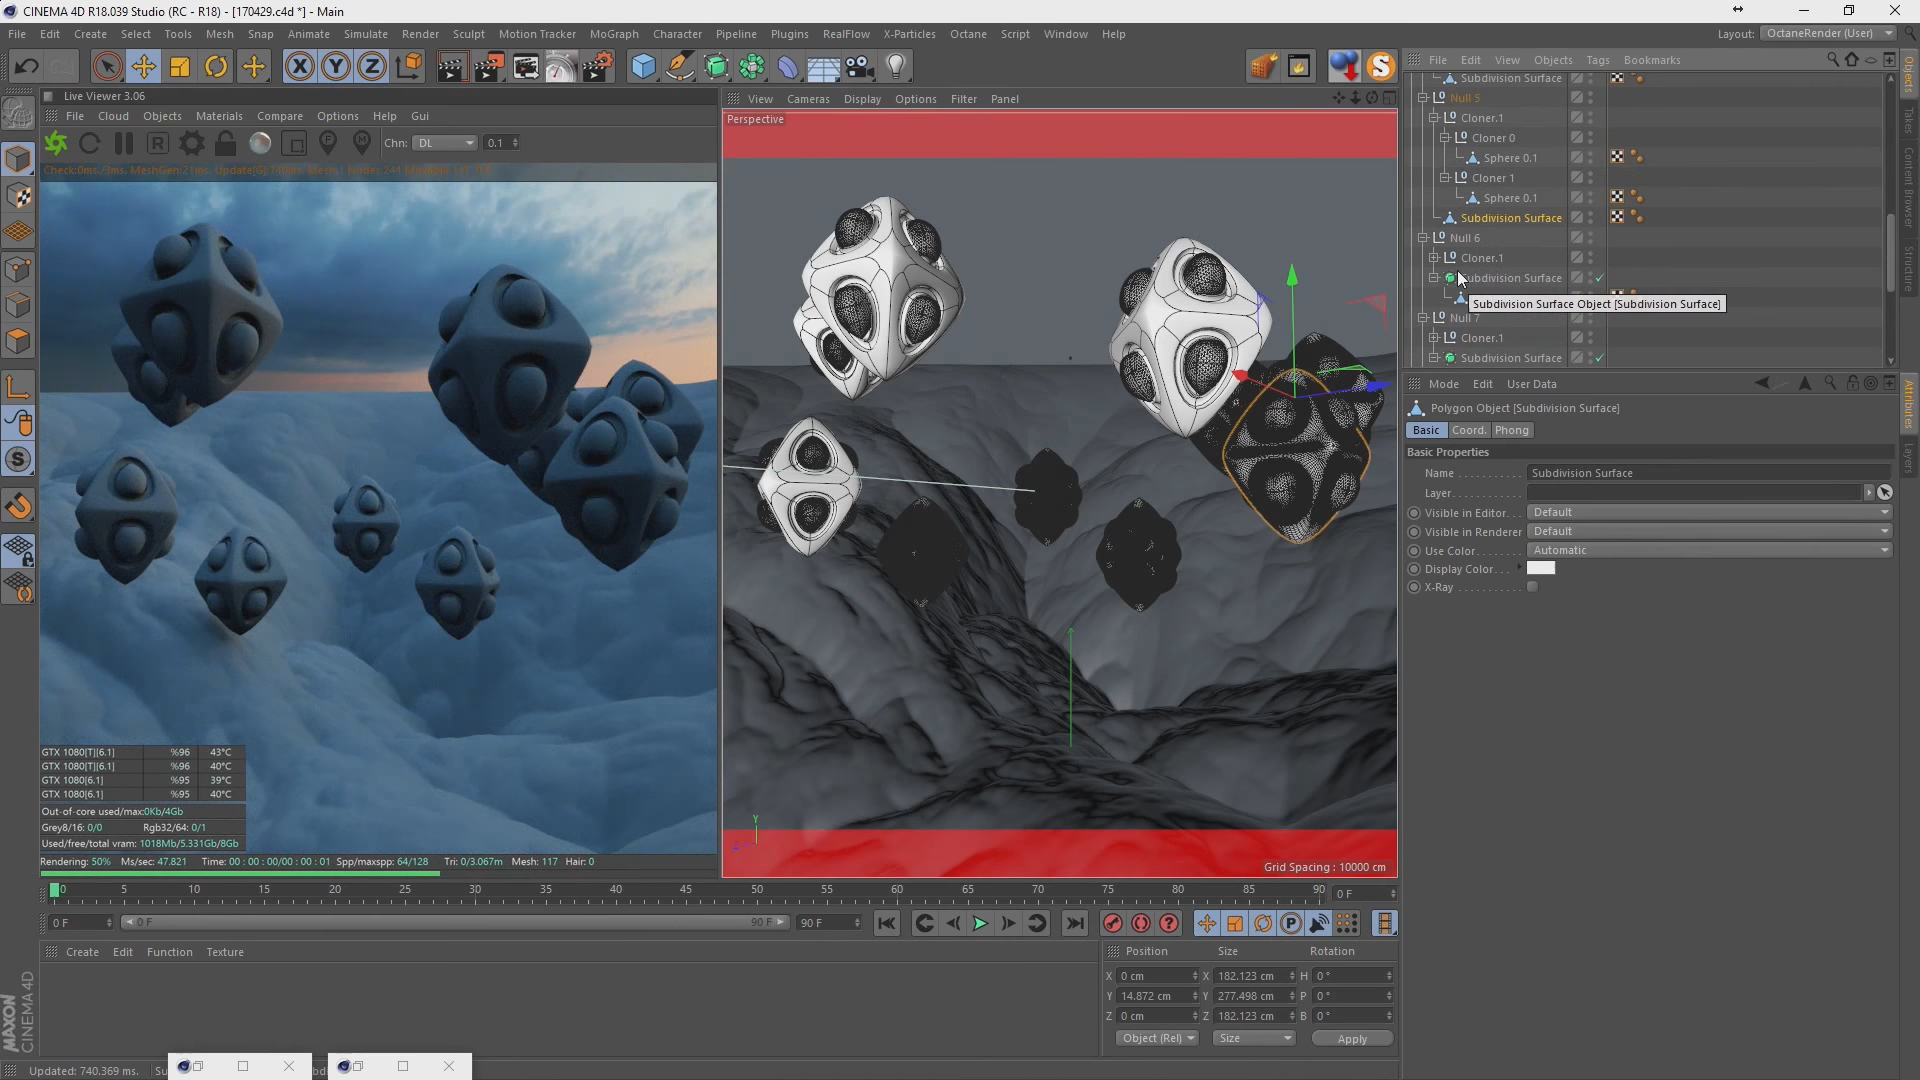 CINEMA 4D R18.039 Studio (RC - R18) - [170429.c4d *] - Main
File Edit Create Select Tools Mesh Snap Animate Simulate Render Sculpt Motion Tracker MoGraph Character Pipeline Plugins RealFlow X-Particles Octane Script Window Help
Layout: OctaneRender (User)
Live Viewer 3.06
File Cloud Objects Materials Compare Options Help Gui
Chn: DL 0.1
GTX 1080[T][6.1] %96 43°C
GTX 1080[T][6.1] %96 40°C
GTX 1080[6.1] %95 39°C
GTX 1080[6.1] %95 40°C
Out-of-core used/max:0Kb/4Gb
Grey8/16: 0/0 Rgb32/64: 0/1
Used/free/total vram: 1018Mb/5.331Gb/8Gb
Rendering: 50% Ms/sec: 47.821 Time: 00 : 00 : 00/00 : 00 : 01 Spp/maxspp: 64/128 Tri: 0/3.067m Mesh: 117 Hair: 0
View Cameras Display Options Filter Panel
Perspective
Y
Grid Spacing : 10000 cm
File Edit View Objects Tags Bookmarks
Subdivision Surface
Null 5
Cloner.1
Cloner 0
Sphere 0.1
Cloner 1
Sphere 0.1
Subdivision Surface
Null 6
Cloner.1
Subdivision Surface
Subdivision Surface Object [Subdivision Surface]
Null 7
Cloner.1
Subdivision Surface
Objects
Takes
Content Browser
Structure
Mode Edit User Data
Polygon Object [Subdivision Surface]
Basic Coord. Phong
Basic Properties
Name Subdivision Surface
Layer
Visible in Editor Default
Visible in Renderer Default
Use Color Automatic
Display Color
X-Ray
Attributes
Layers
0 5 10 15 20 25 30 35 40 45 50 55 60 65 70 75 80 85 90 0 F
0 F 0 F 90 F 90 F
Create Edit Function Texture
Position Size Rotation
X 0 cm X 182.123 cm H 0 °
Y 14.872 cm Y 277.498 cm P 0 °
Z 0 cm Z 182.123 cm B 0 °
Object (Rel) Size Apply
MAXON
CINEMA 4D
Updated: 740.369 ms.